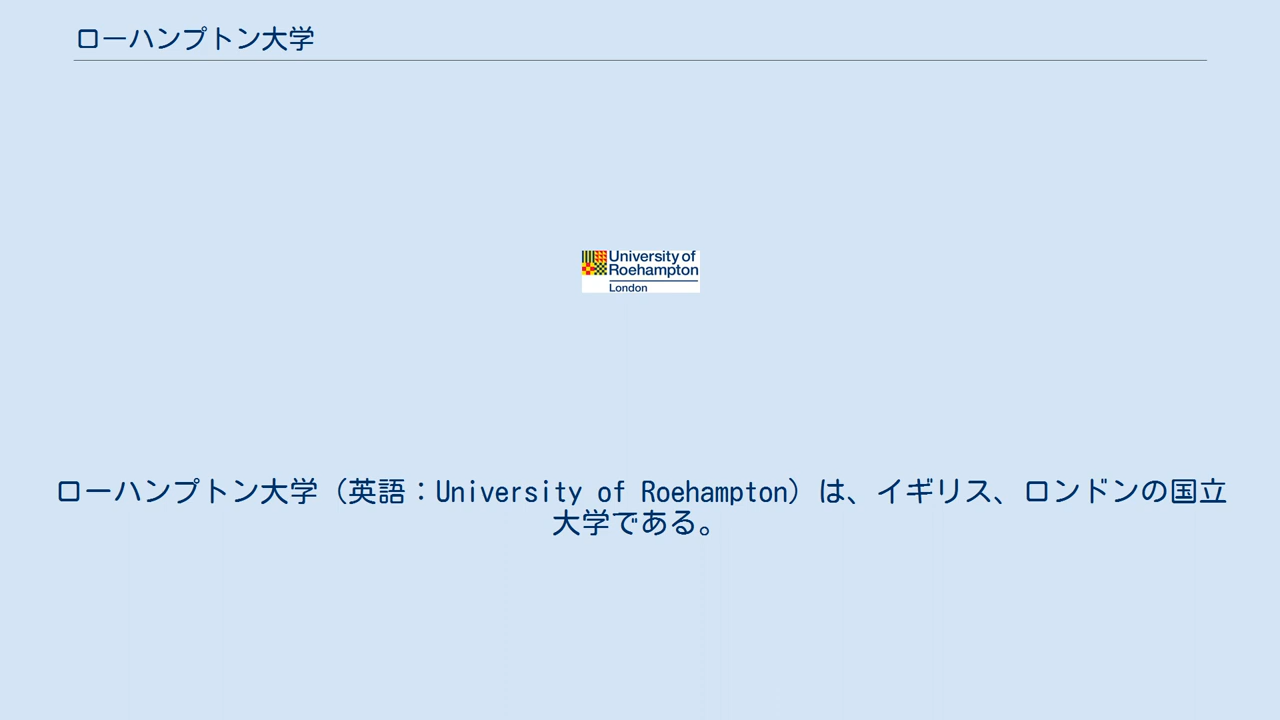 ローハンプトン大学
University of
Roehampton
London
ローハンプトン大学（英語：University of Roehampton）は、イギリス、ロンドンの国立
大学である。